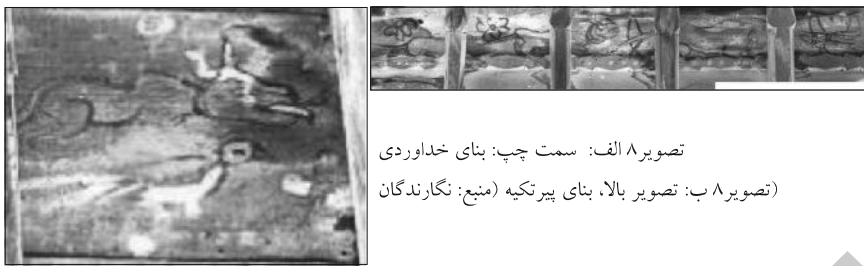 تصویر۸ الف:  سمت چپ: بنای خداوردی
(تصویر۸ ب: تصویر بالا، بنای پیرتکیه (منبع: نگارندگان